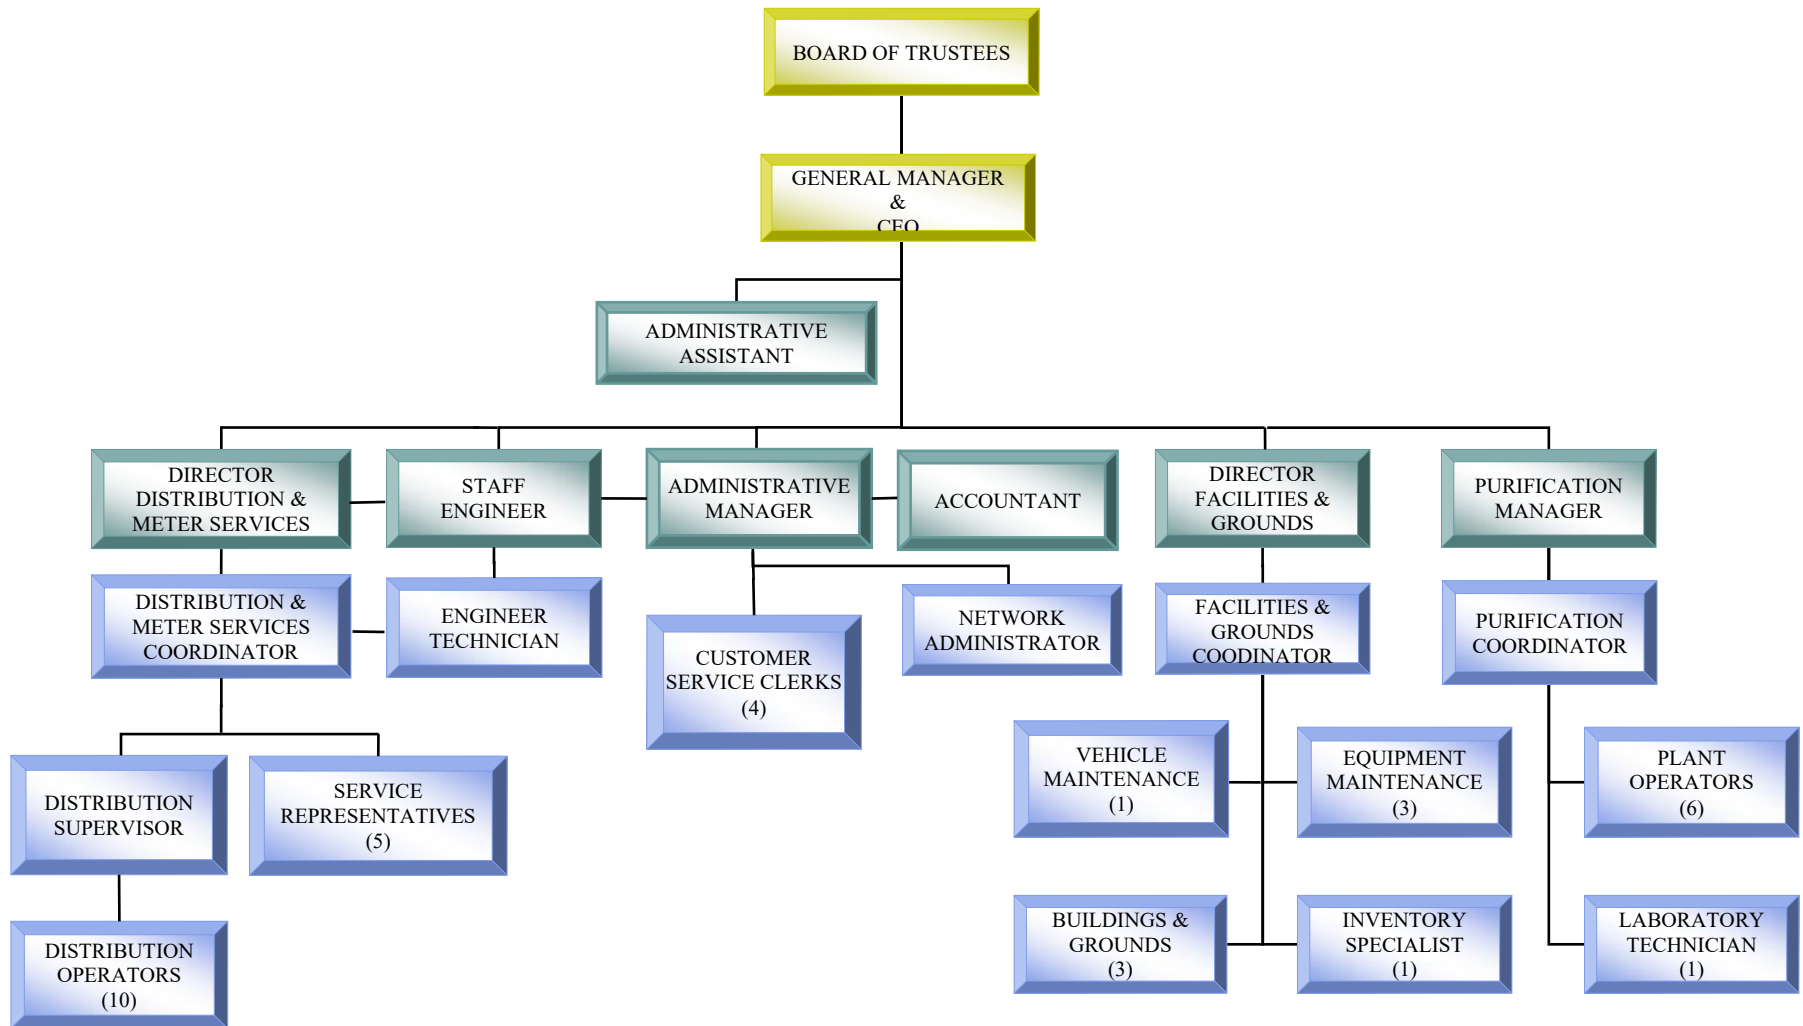 BOARD OF TRUSTEES
GENERAL MANAGER
&
CEO
ADMINISTRATIVE
ASSISTANT
DIRECTOR
DISTRIBUTION &
METER SERVICES
STAFF
ENGINEER
ADMINISTRATIVE
MANAGER
ACCOUNTANT
DIRECTOR
FACILITIES &
GROUNDS
PURIFICATION
MANAGER
DISTRIBUTION &
METER SERVICES
COORDINATOR
ENGINEER
TECHNICIAN
CUSTOMER
SERVICE CLERKS
(4)
NETWORK
ADMINISTRATOR
FACILITIES &
GROUNDS
COODINATOR
PURIFICATION
COORDINATOR
DISTRIBUTION
SUPERVISOR
SERVICE
REPRESENTATIVES
(5)
VEHICLE
MAINTENANCE
(1)
EQUIPMENT
MAINTENANCE
(3)
PLANT
OPERATORS
(6)
DISTRIBUTION
OPERATORS
(10)
BUILDINGS &
GROUNDS
(3)
INVENTORY
SPECIALIST
(1)
LABORATORY
TECHNICIAN
(1)